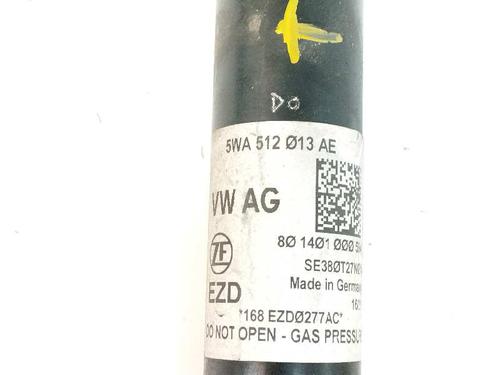 DO
5WA 512 Ø13 AE
VW AG
8Ø 14Ø1 ØØØ
ZF
SE38ØT27N
Made in German
EZD
*168 EZDØ277AC*
DO NOT OPEN - GAS PRESSU